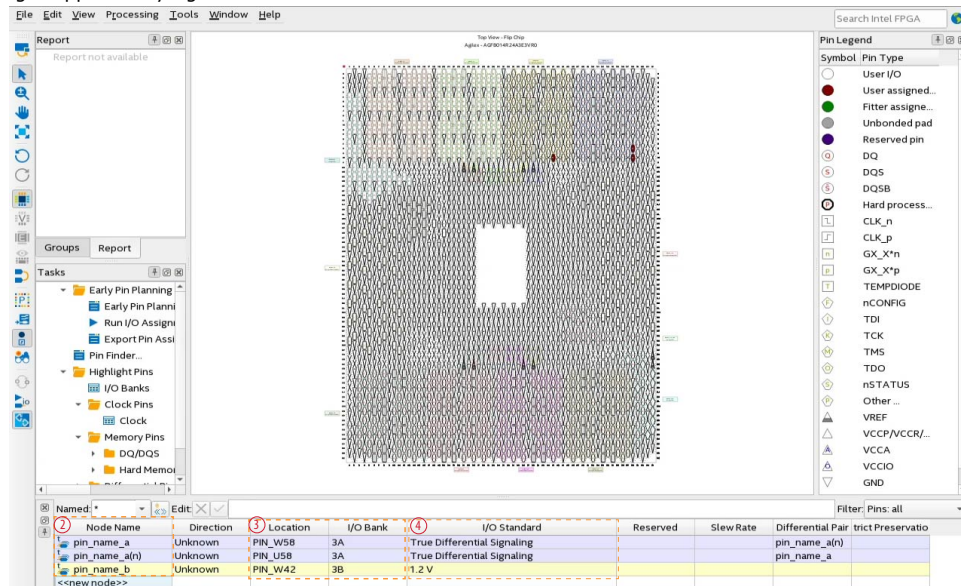 File Edit View Processing Tools Window Help
Search Intel FPGA
Report
Report not available
Groups Report
Tasks
Early Pin Planning
Early Pin Planni
Run I/O Assignı
Export Pin Assi
Pin Finder...
Highlight Pins
I/O Banks
Clock Pins
Clock
Memory Pins
DQ/DQS
Hard Memor
Top View - Flip Chip
Agilex - AGFB014R24A3E3VR0
Pin Legend
Symbol Pin Type
User I/O
User assigned...
Fitter assigne...
Unbonded pad
Reserved pin
Q DQ
S DQS
S DQSB
P Hard process...
CLK_n
CLK_p
n GX_X*n
p GX_X*p
T TEMPDIODE
nCONFIG
TDI
TCK
TMS
TDO
nSTATUS
Other ...
VREF
VCCP/VCCR/...
VCCA
VCCIO
GND
Named: * Edit: Filter: Pins: all
② Node Name Direction ③ Location I/O Bank ④ I/O Standard Reserved Slew Rate Differential Pair trict Preservatio
pin_name_a Unknown PIN_W58 3A True Differential Signaling pin_name_a(n)
pin_name_a(n) Unknown PIN_U58 3A True Differential Signaling pin_name_a
pin_name_b Unknown PIN_W42 3B 1.2 V
<<new node>>